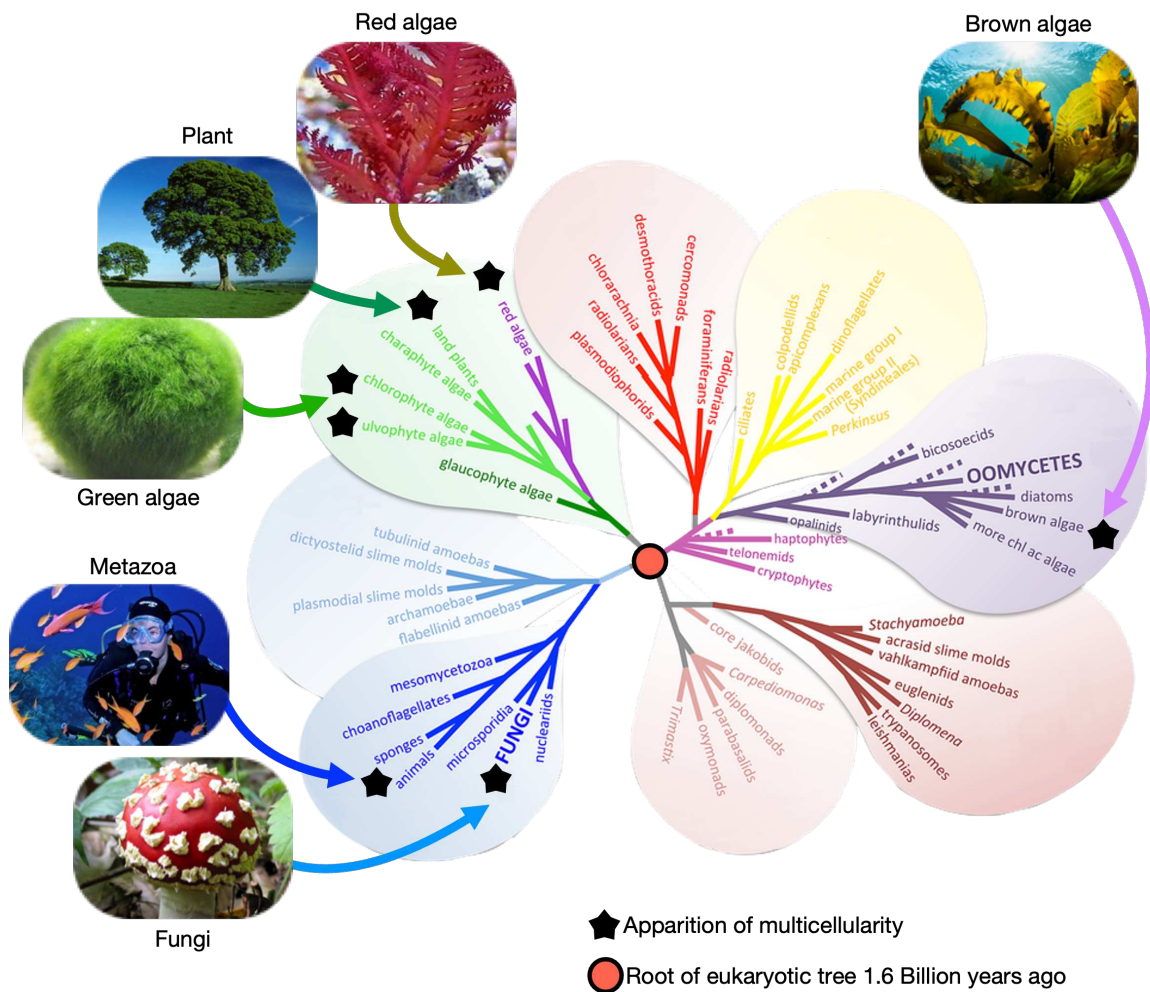 Red algae
Brown algae
Plant
Green algae
Metazoa
Fungi
red algae
land plants
charaphyte algae
chlorophyte algae
ulvophyte algae
glaucophyte algae
plasmodiophorids
radiolarians
chlorarachnia
desmothoracids
cercomonads
foraminiferans
radiolarians
ciliates
colpodellids
apicomplexans
dinoflagellates
marine group I
marine group II
(Syndineales)
Perkinsus
bicosoecids
OOMYCETES
diatoms
brown algae
more chl ac algae
labyrinthulids
opalinids
haptophytes
telonemids
cryptophytes
tubulinid amoebas
dictyostelid slime molds
plasmodial slime molds
archamoebae
flabellinid amoebas
mesomycetozoa
choanoflagellates
sponges
animals
microsporidia
FUNGI
nucleariids
core jakobids
Carpediomonas
diplomonads
parabasalids
oxymonads
Trimastix
Stachyamoeba
acrasid slime molds
vahlkampfiid amoebas
euglenids
Diplomena
trypanosomes
leishmanias
Apparition of multicellularity
Root of eukaryotic tree 1.6 Billion years ago